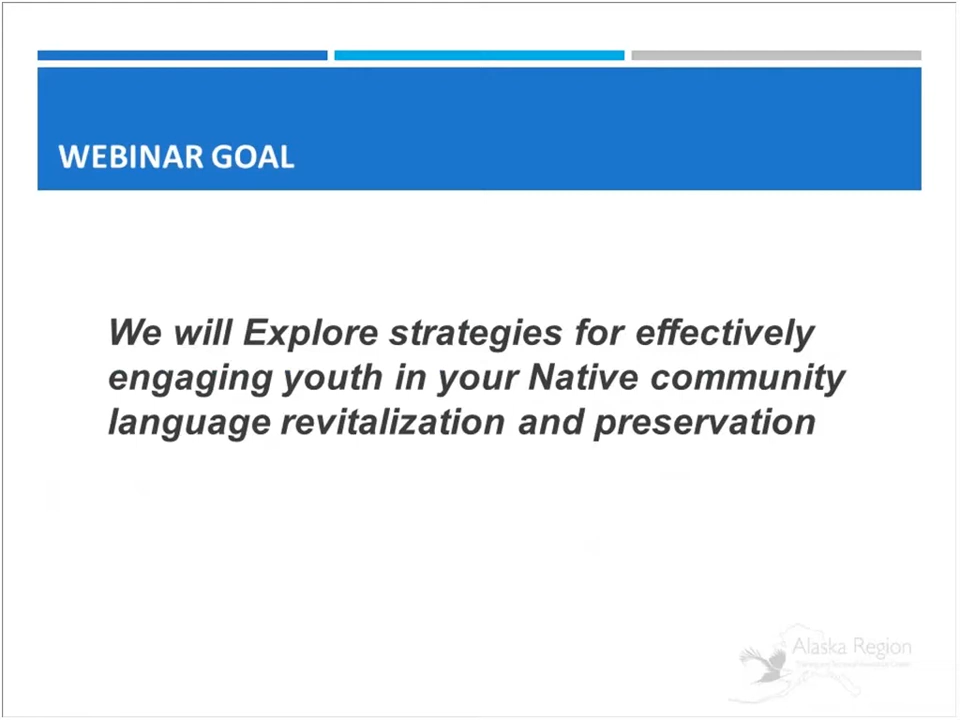 WEBINAR GOAL
We will Explore strategies for effectively
engaging youth in your Native community
language revitalization and preservation
Alaska Region